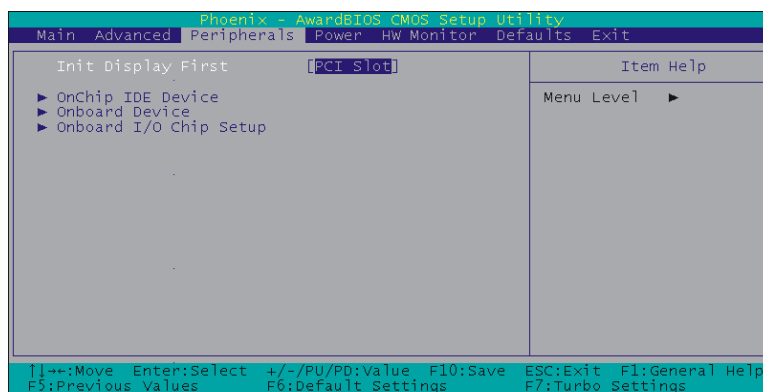 Phoenix - AwardBIOS CMOS Setup Utility
Main Advanced Peripherals Power HW Monitor Defaults Exit
Init Display First [PCI Slot]
Item Help
► OnChip IDE Device
► Onboard Device
► Onboard I/O Chip Setup
Menu Level ►
↑↓→←:Move Enter:Select +/-/PU/PD:Value F10:Save ESC:Exit F1:General Help
F5:Previous Values F6:Default Settings F7:Turbo Settings